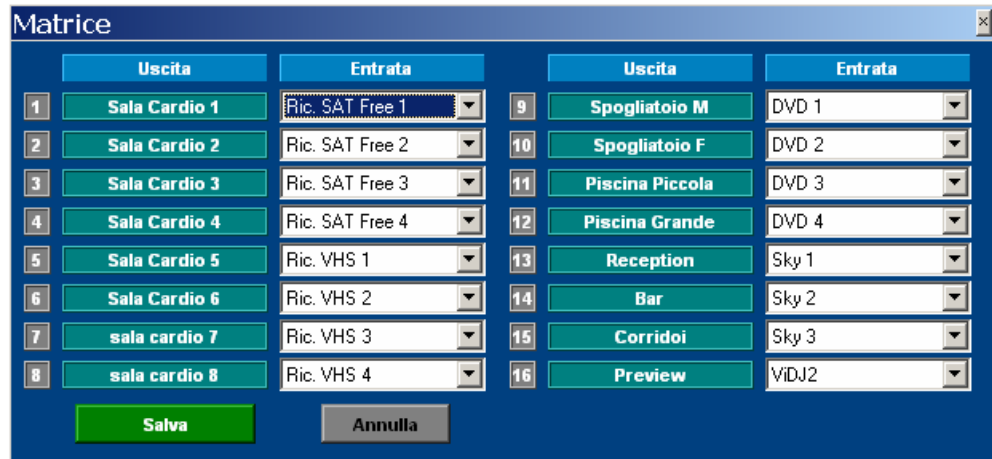 Matrice
Uscita Entrata Uscita Entrata
1 Sala Cardio 1 Ric. SAT Free 1 9 Spogliatoio M DVD 1
2 Sala Cardio 2 Ric. SAT Free 2 10 Spogliatoio F DVD 2
3 Sala Cardio 3 Ric. SAT Free 3 11 Piscina Piccola DVD 3
4 Sala Cardio 4 Ric. SAT Free 4 12 Piscina Grande DVD 4
5 Sala Cardio 5 Ric. VHS 1 13 Reception Sky 1
6 Sala Cardio 6 Ric. VHS 2 14 Bar Sky 2
7 sala cardio 7 Ric. VHS 3 15 Corridoi Sky 3
8 sala cardio 8 Ric. VHS 4 16 Preview ViDJ2
Salva Annulla